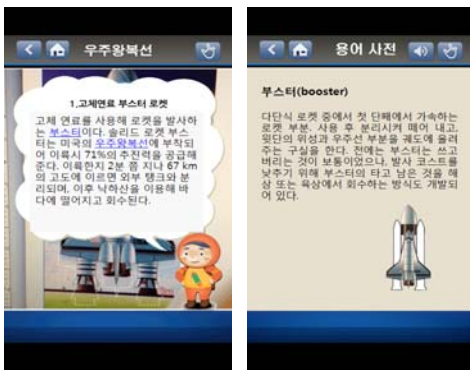 우주왕복선
1.고체연료 부스터 로켓
고체 연료를 사용해 로켓을 발사하
는 부스터이다. 솔리드 로켓 부스
터는 미국의 우주왕복선에 부착되
어 이륙시 71%의 추진력을 공급해
준다. 이륙한지 2분 쯤 지나 67 km
의 고도에 이르면 외부 탱크와 분
리되며, 이후 낙하산을 이용해 바
다에 떨어지고 회수된다.
용어 사전
부스터(booster)
다단식 로켓 중에서 첫 단째에서 가속하는
로켓 부분. 사용 후 분리시켜 떼어 내고,
윗단의 위성과 우주선 부분을 궤도에 올려
주는 구실을 한다. 전에는 부스터는 쓰고
버리는 것이 보통이었으나, 발사 코스트를
낮추기 위해 부스터의 타고 남은 것을 해
상 또는 육상에서 회수하는 방식도 개발되
어 있다.